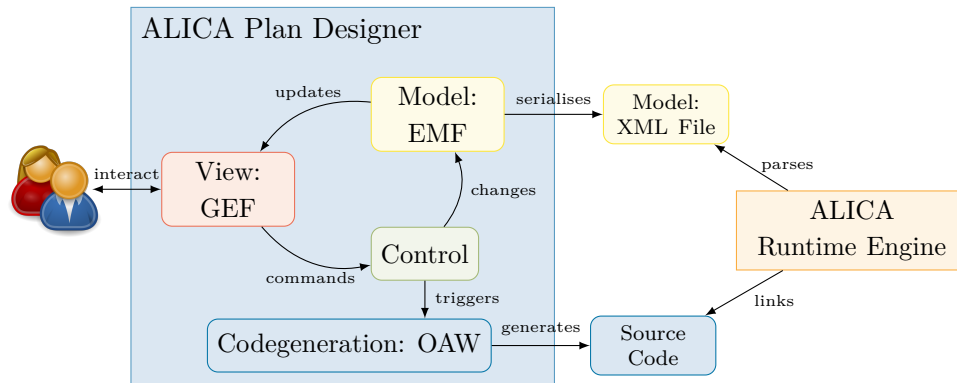 ALICA Plan Designer
updates
Model:
EMF
serialises
Model:
XML File
interact
View:
GEF
changes
parses
ALICA
Runtime Engine
commands
Control
triggers
links
Codegeneration: OAW
generates
Source
Code